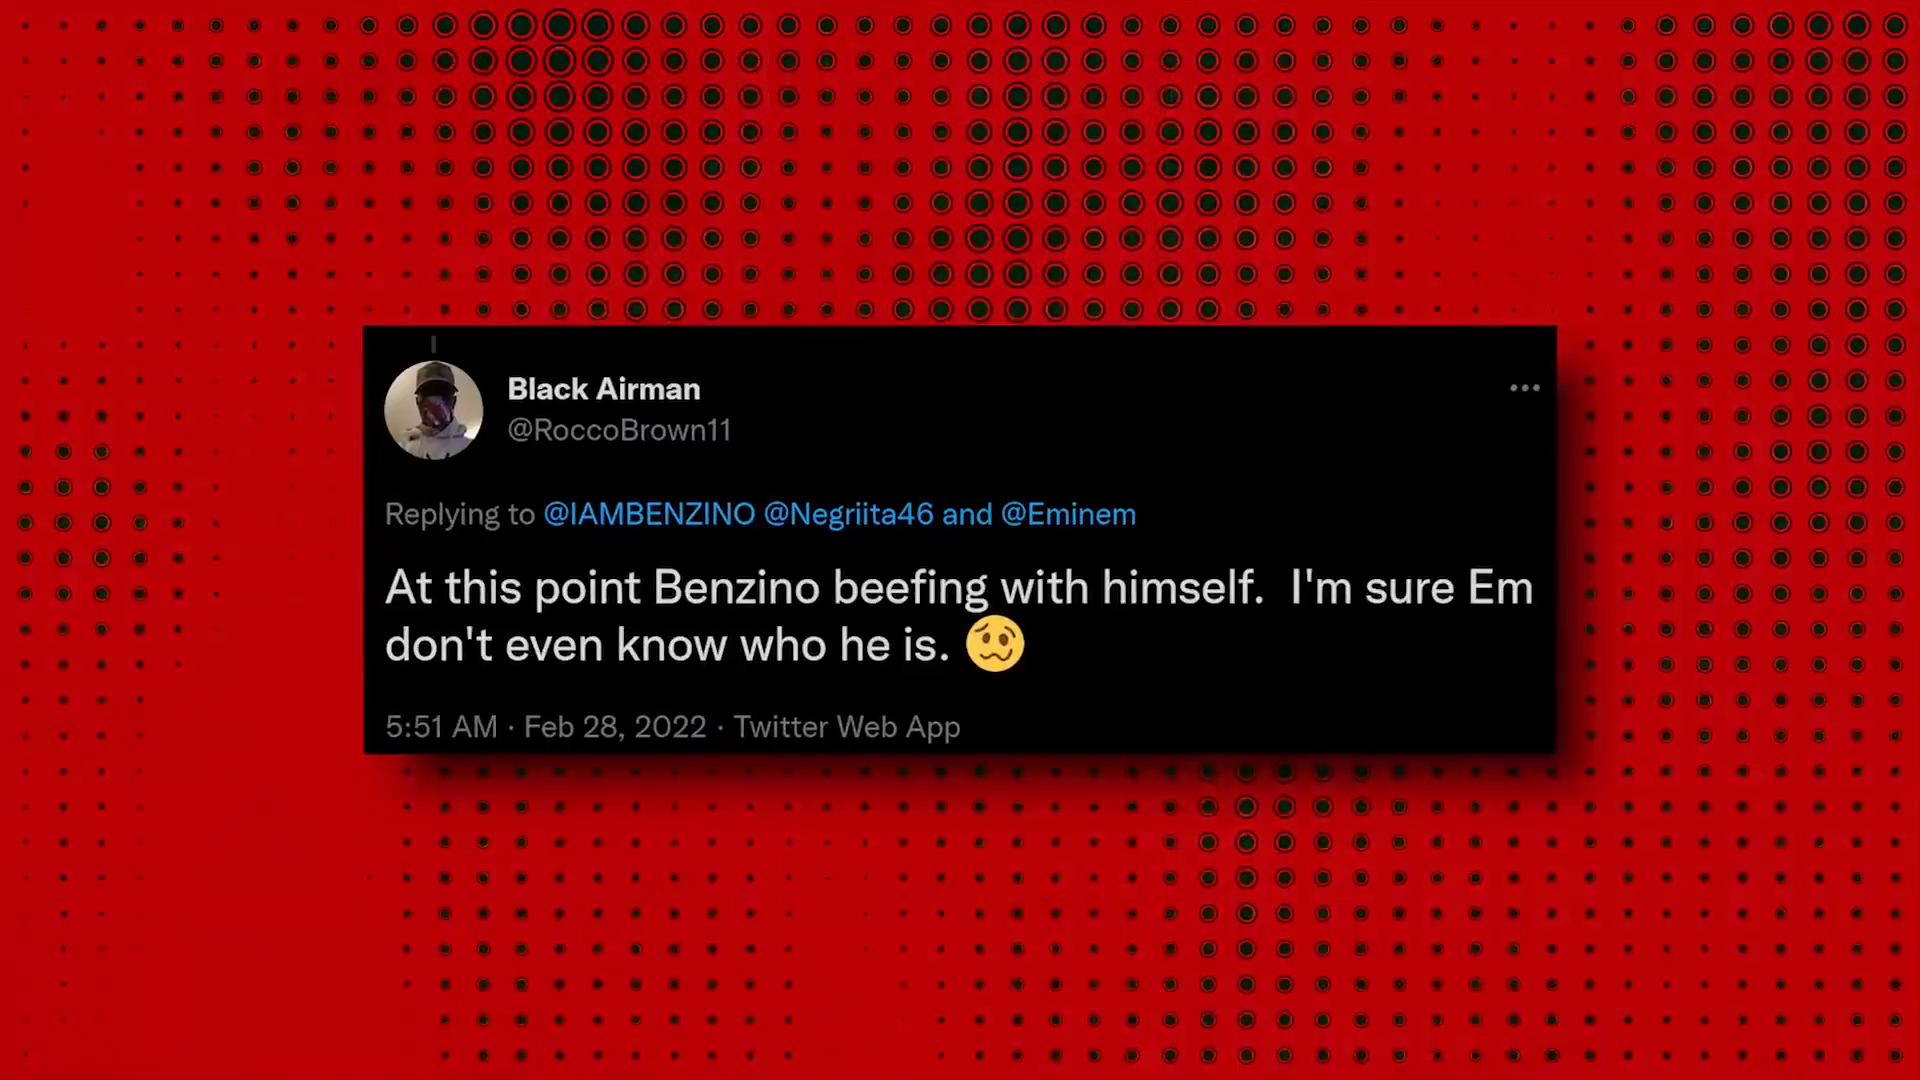 Black Airman
@RoccoBrown11
Replying to @IAMBENZINO @Negriita46 and @Eminem
At this point Benzino beefing with himself.  I'm sure Em
don't even know who he is. 🥴
5:51 AM · Feb 28, 2022 · Twitter Web App